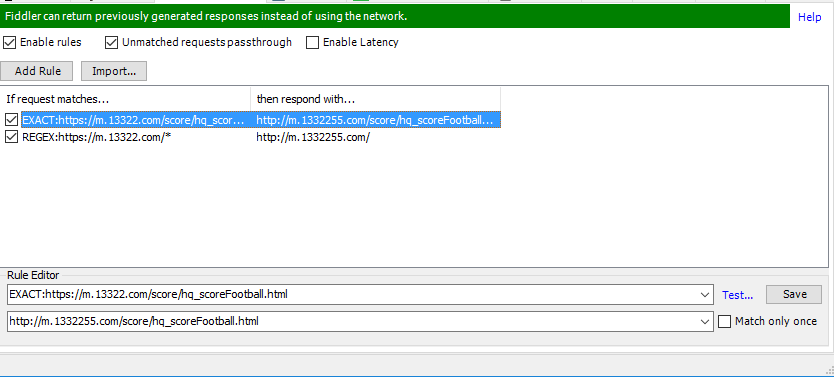 Fiddler can return previously generated responses instead of using the network.
Help
Enable rules Unmatched requests passthrough Enable Latency
Add Rule Import...
If request matches... then respond with...
EXACT:https://m.13322.com/score/hq_scor... http://m.1332255.com/score/hq_scoreFootball...
REGEX:https://m.13322.com/* http://m.1332255.com/
Rule Editor
EXACT:https://m.13322.com/score/hq_scoreFootball.html Test... Save
http://m.1332255.com/score/hq_scoreFootball.html Match only once